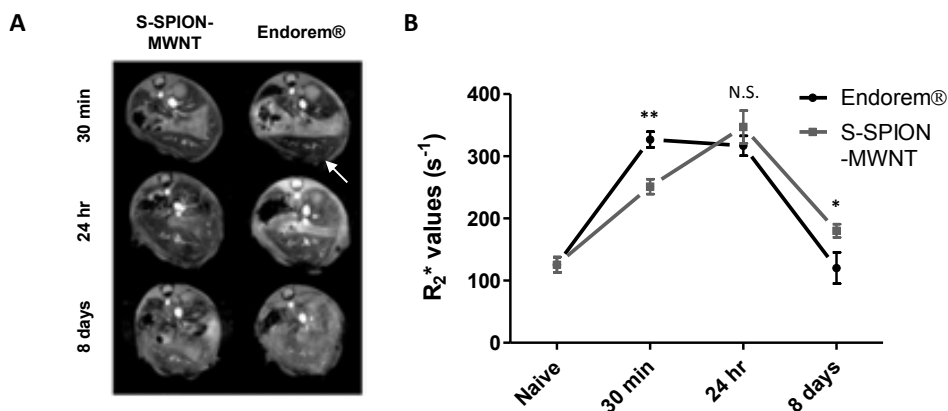 A
S-SPION-
MWNT
Endorem®
30 min
24 hr
8 days
B
R₂* values (s⁻¹)
400
300
200
100
0
**
N.S.
*
Endorem®
S-SPION
-MWNT
Naive
30 min
24 hr
8 days